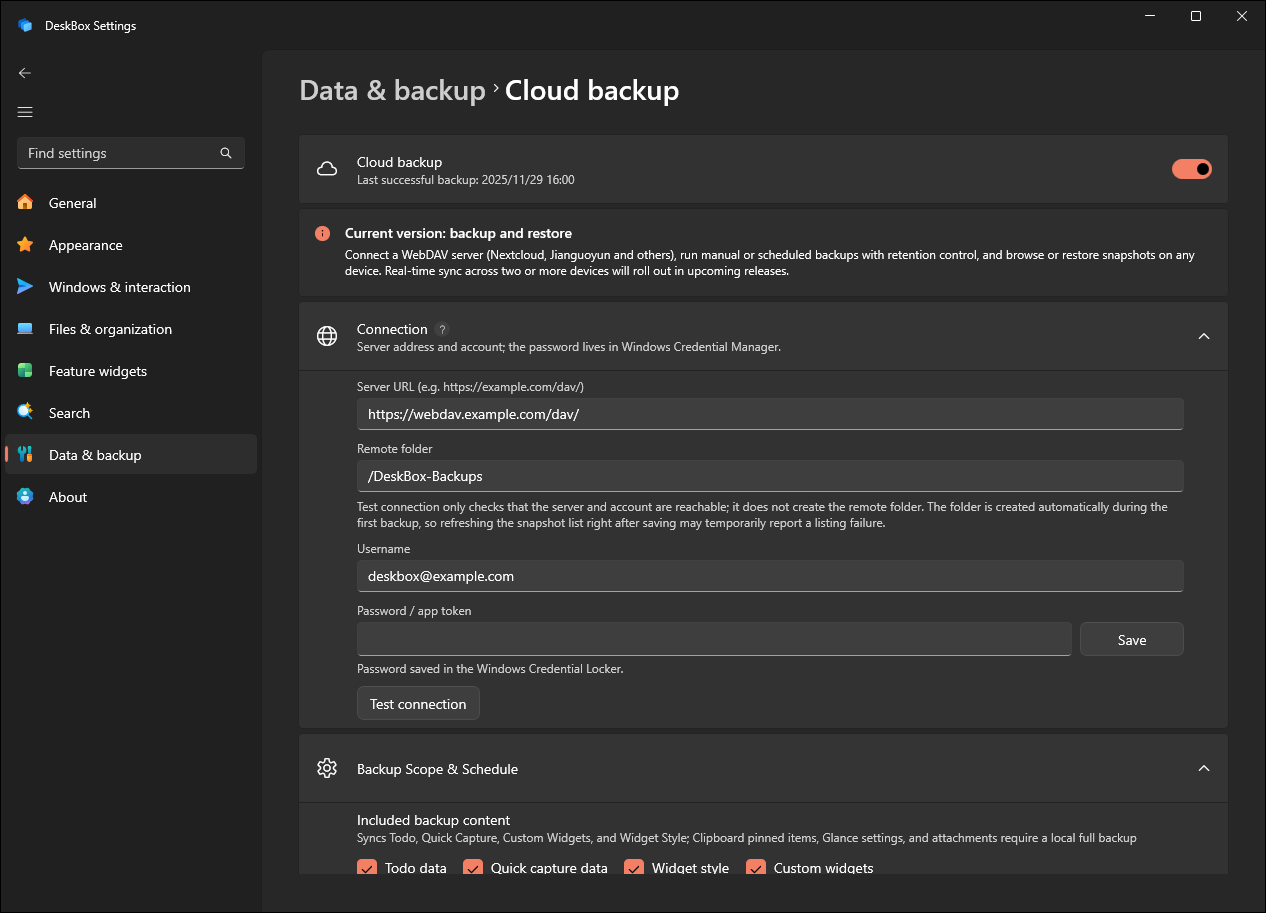 DeskBox Settings
Find settings
General
Appearance
Windows & interaction
Files & organization
Feature widgets
Search
Data & backup
About
Data & backup › Cloud backup
Cloud backup
Last successful backup: 2025/11/29 16:00
Current version: backup and restore
Connect a WebDAV server (Nextcloud, Jianguoyun and others), run manual or scheduled backups with retention control, and browse or restore snapshots on any
device. Real-time sync across two or more devices will roll out in upcoming releases.
Connection ?
Server address and account; the password lives in Windows Credential Manager.
Server URL (e.g. https://example.com/dav/)
https://webdav.example.com/dav/
Remote folder
/DeskBox-Backups
Test connection only checks that the server and account are reachable; it does not create the remote folder. The folder is created automatically during the
first backup, so refreshing the snapshot list right after saving may temporarily report a listing failure.
Username
deskbox@example.com
Password / app token
Save
Password saved in the Windows Credential Locker.
Test connection
Backup Scope & Schedule
Included backup content
Syncs Todo, Quick Capture, Custom Widgets, and Widget Style; Clipboard pinned items, Glance settings, and attachments require a local full backup
Todo data Quick capture data Widget style Custom widgets